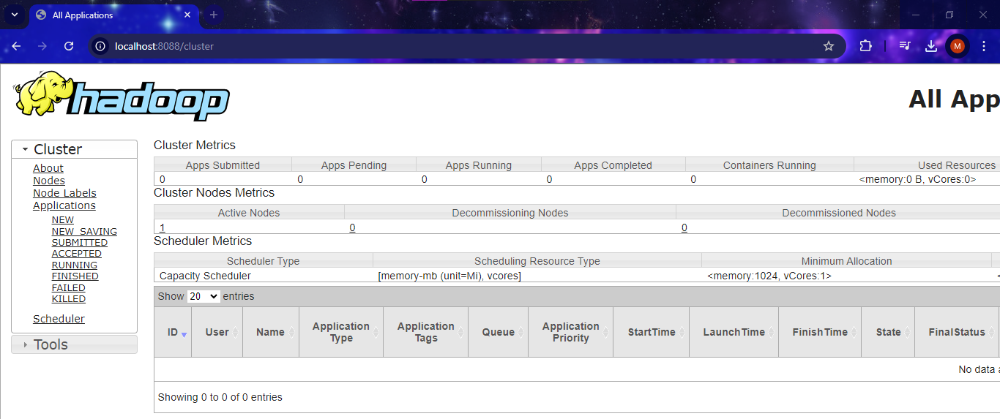 All Applications
localhost:8088/cluster
M
hadoop
All App
Cluster
About
Nodes
Node Labels
Applications
NEW
NEW_SAVING
SUBMITTED
ACCEPTED
RUNNING
FINISHED
FAILED
KILLED
Scheduler
Tools
Cluster Metrics
Apps Submitted Apps Pending Apps Running Apps Completed Containers Running Used Resources
0 0 0 0 0 <memory:0 B, vCores:0>
Cluster Nodes Metrics
Active Nodes Decommissioning Nodes Decommissioned Nodes
1 0 0
Scheduler Metrics
Scheduler Type Scheduling Resource Type Minimum Allocation
Capacity Scheduler [memory-mb (unit=Mi), vcores] <memory:1024, vCores:1> <
Show 20 entries
ID User Name Application Type Application Tags Queue Application Priority StartTime LaunchTime FinishTime State FinalStatus
No data a
Showing 0 to 0 of 0 entries